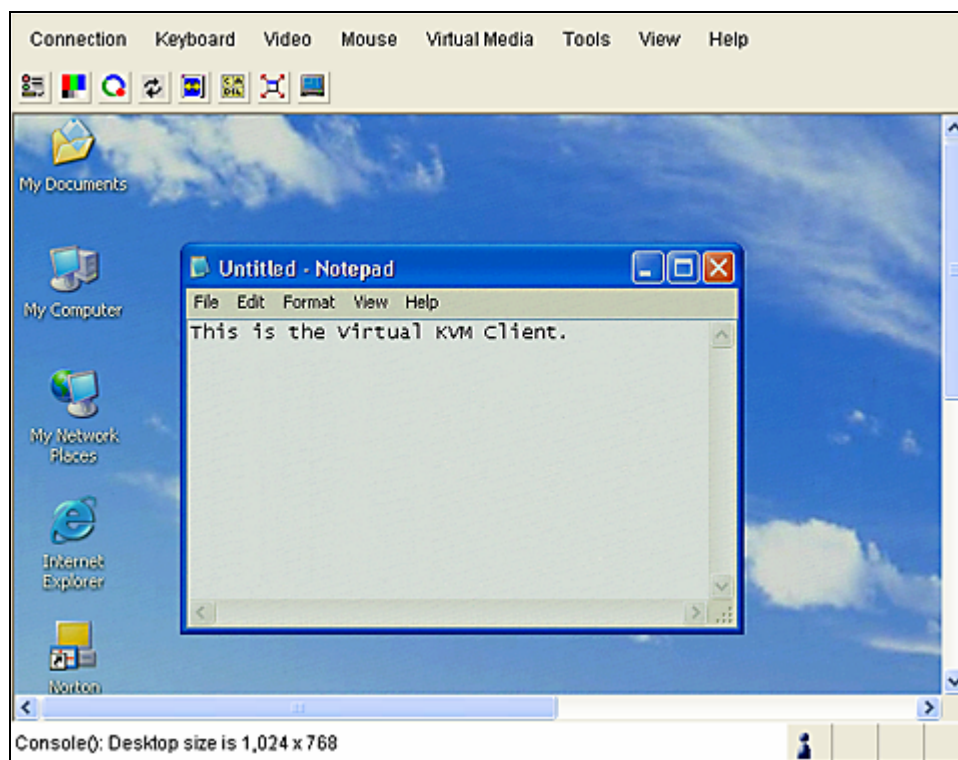 Connection Keyboard Video Mouse Virtual Media Tools View Help
C A
DEL
My Documents
My Computer
My Network
Places
Internet
Explorer
Norton
Untitled - Notepad
File Edit Format View Help
This is the Virtual KVM Client.
Console(): Desktop size is 1,024 x 768